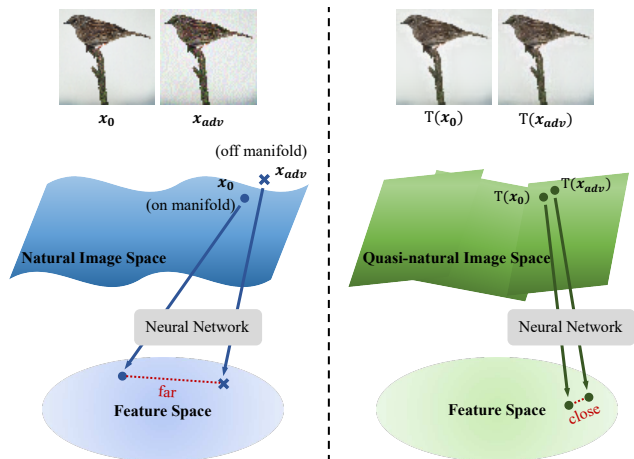 x₀
x_adv
T(x₀)
T(x_adv)
(off manifold)
x_adv
x₀
(on manifold)
Natural Image Space
Neural Network
far
Feature Space
T(x_adv)
T(x₀)
Quasi-natural Image Space
Neural Network
Feature Space
close